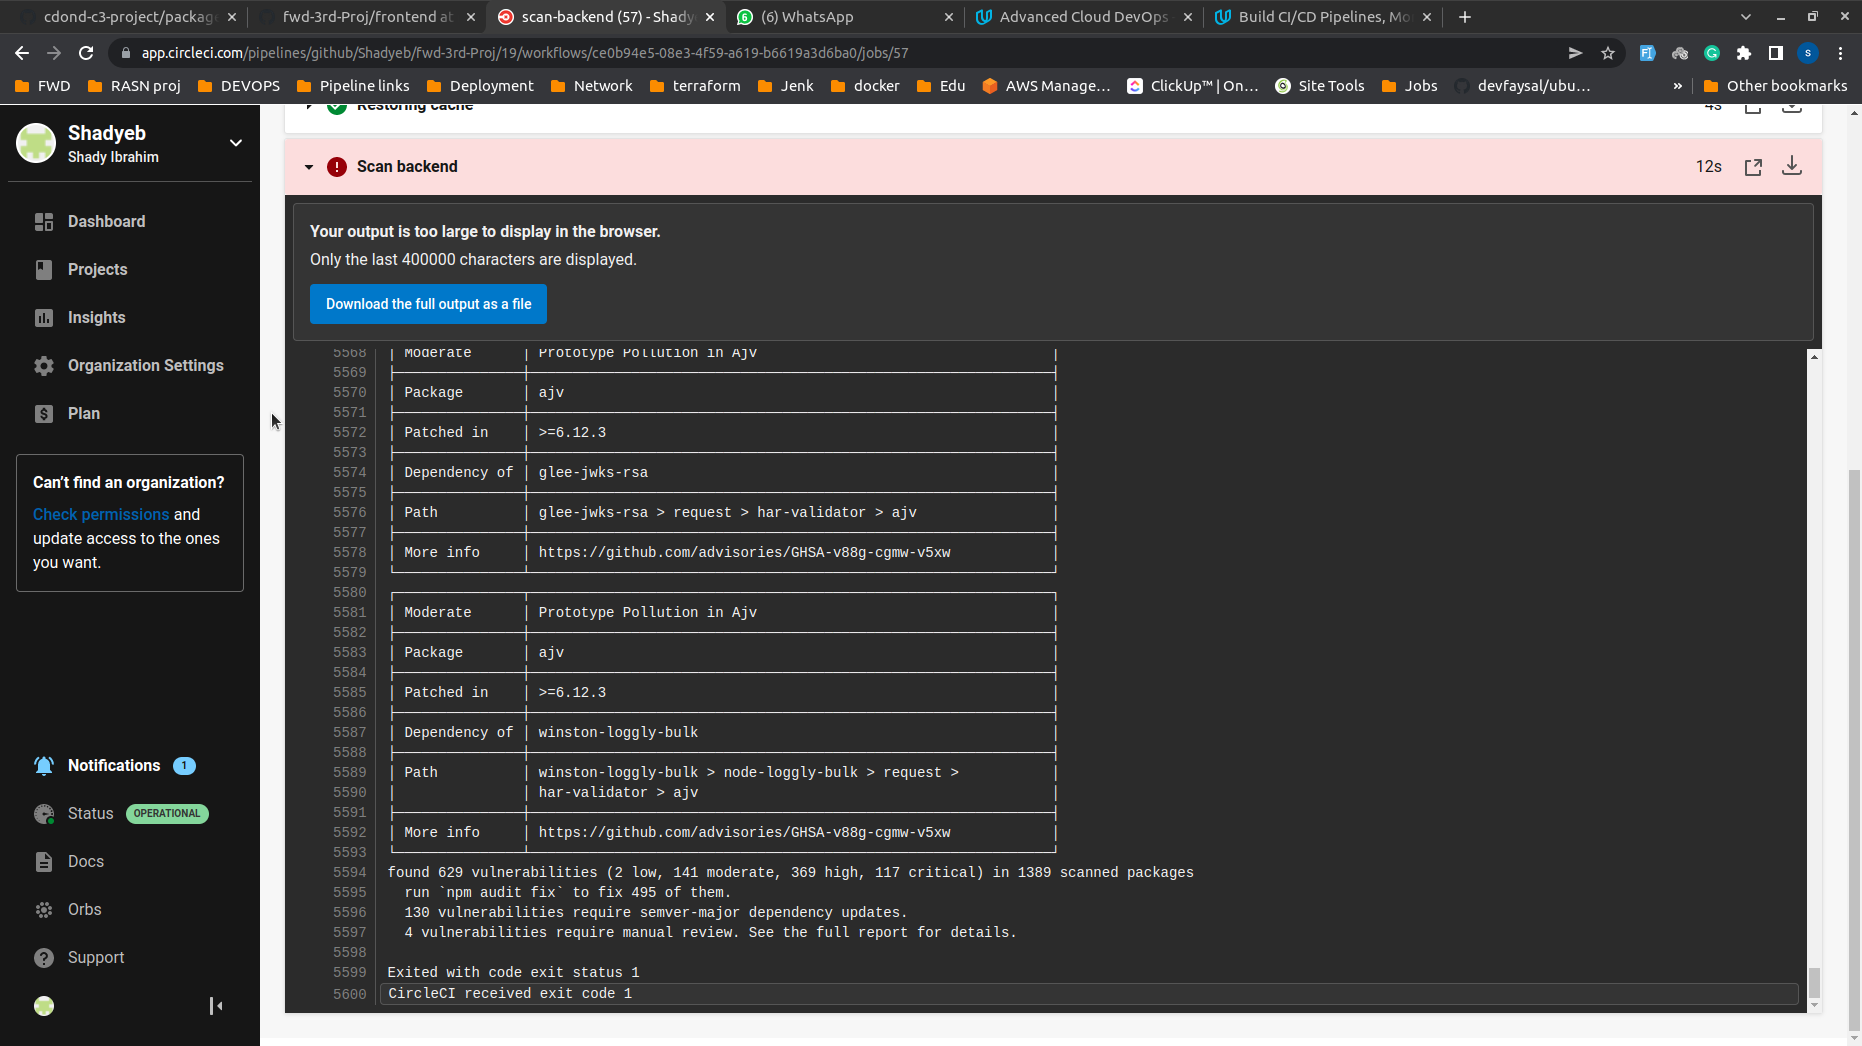 cdond-c3-project/packag
fwd-3rd-Proj/frontend at
scan-backend (57) - Shady
(6) WhatsApp
Advanced Cloud DevOps
Build CI/CD Pipelines, Mo
app.circleci.com/pipelines/github/Shadyeb/fwd-3rd-Proj/19/workflows/ce0b94e5-08e3-4f59-a619-b6619a3d6ba0/jobs/57
FWD
RASN proj
DEVOPS
Pipeline links
Deployment
Network
terraform
Jenk
docker
Edu
AWS Manage...
ClickUp™ | On...
Site Tools
Jobs
devfaysal/ubu...
»
Other bookmarks
Shadyeb
Shady Ibrahim
Dashboard
Projects
Insights
Organization Settings
Plan
Can't find an organization?
Check permissions and
update access to the ones
you want.
Notifications 1
Status OPERATIONAL
Docs
Orbs
Support
Restoring cache 4s
Scan backend 12s
Your output is too large to display in the browser.
Only the last 400000 characters are displayed.
Download the full output as a file
5568 | Moderate | Prototype Pollution in Ajv |
5569
5570 | Package | ajv |
5571
5572 | Patched in | >=6.12.3 |
5573
5574 | Dependency of | glee-jwks-rsa |
5575
5576 | Path | glee-jwks-rsa > request > har-validator > ajv |
5577
5578 | More info | https://github.com/advisories/GHSA-v88g-cgmw-v5xw |
5579
5580
5581 | Moderate | Prototype Pollution in Ajv |
5582
5583 | Package | ajv |
5584
5585 | Patched in | >=6.12.3 |
5586
5587 | Dependency of | winston-loggly-bulk |
5588
5589 | Path | winston-loggly-bulk > node-loggly-bulk > request > |
5590 | | har-validator > ajv |
5591
5592 | More info | https://github.com/advisories/GHSA-v88g-cgmw-v5xw |
5593
5594 found 629 vulnerabilities (2 low, 141 moderate, 369 high, 117 critical) in 1389 scanned packages
5595 run `npm audit fix` to fix 495 of them.
5596 130 vulnerabilities require semver-major dependency updates.
5597 4 vulnerabilities require manual review. See the full report for details.
5598
5599 Exited with code exit status 1
5600 CircleCI received exit code 1